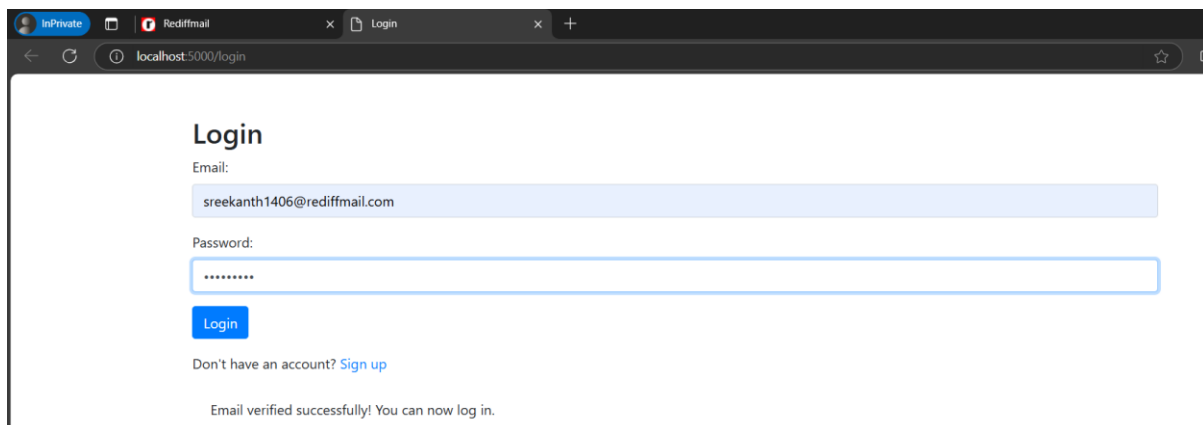 InPrivate Rediffmail Login
localhost:5000/login
Login
Email:
sreekanth1406@rediffmail.com
Password:
•••••••••
Login
Don't have an account? Sign up
Email verified successfully! You can now log in.